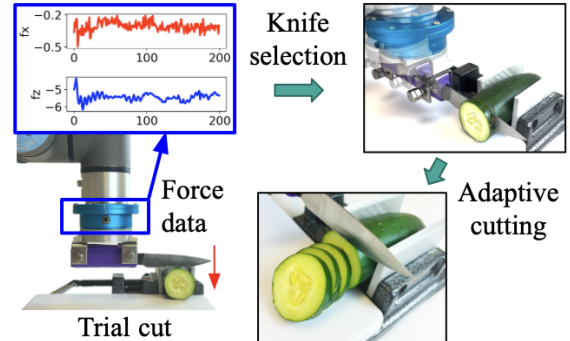 fx
−0.2
−0.5
0
100
200
fz
−5
−6
0
100
200
Knife
selection
Force
data
Adaptive
cutting
Trial cut